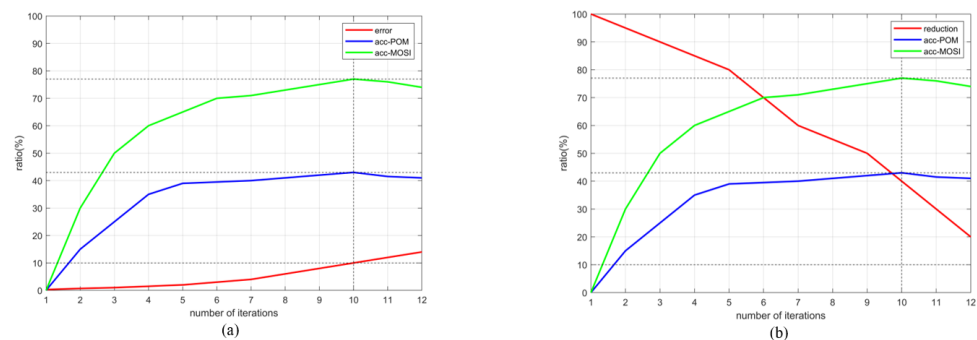 100
90
80
70
60
50
40
30
20
10
0
ratio(%)
error
acc-POM
acc-MOSI
1 2 3 4 5 6 7 8 9 10 11 12
number of iterations
(a)
100
90
80
70
60
50
40
30
20
10
0
ratio(%)
reduction
acc-POM
acc-MOSI
1 2 3 4 5 6 7 8 9 10 11 12
number of iterations
(b)